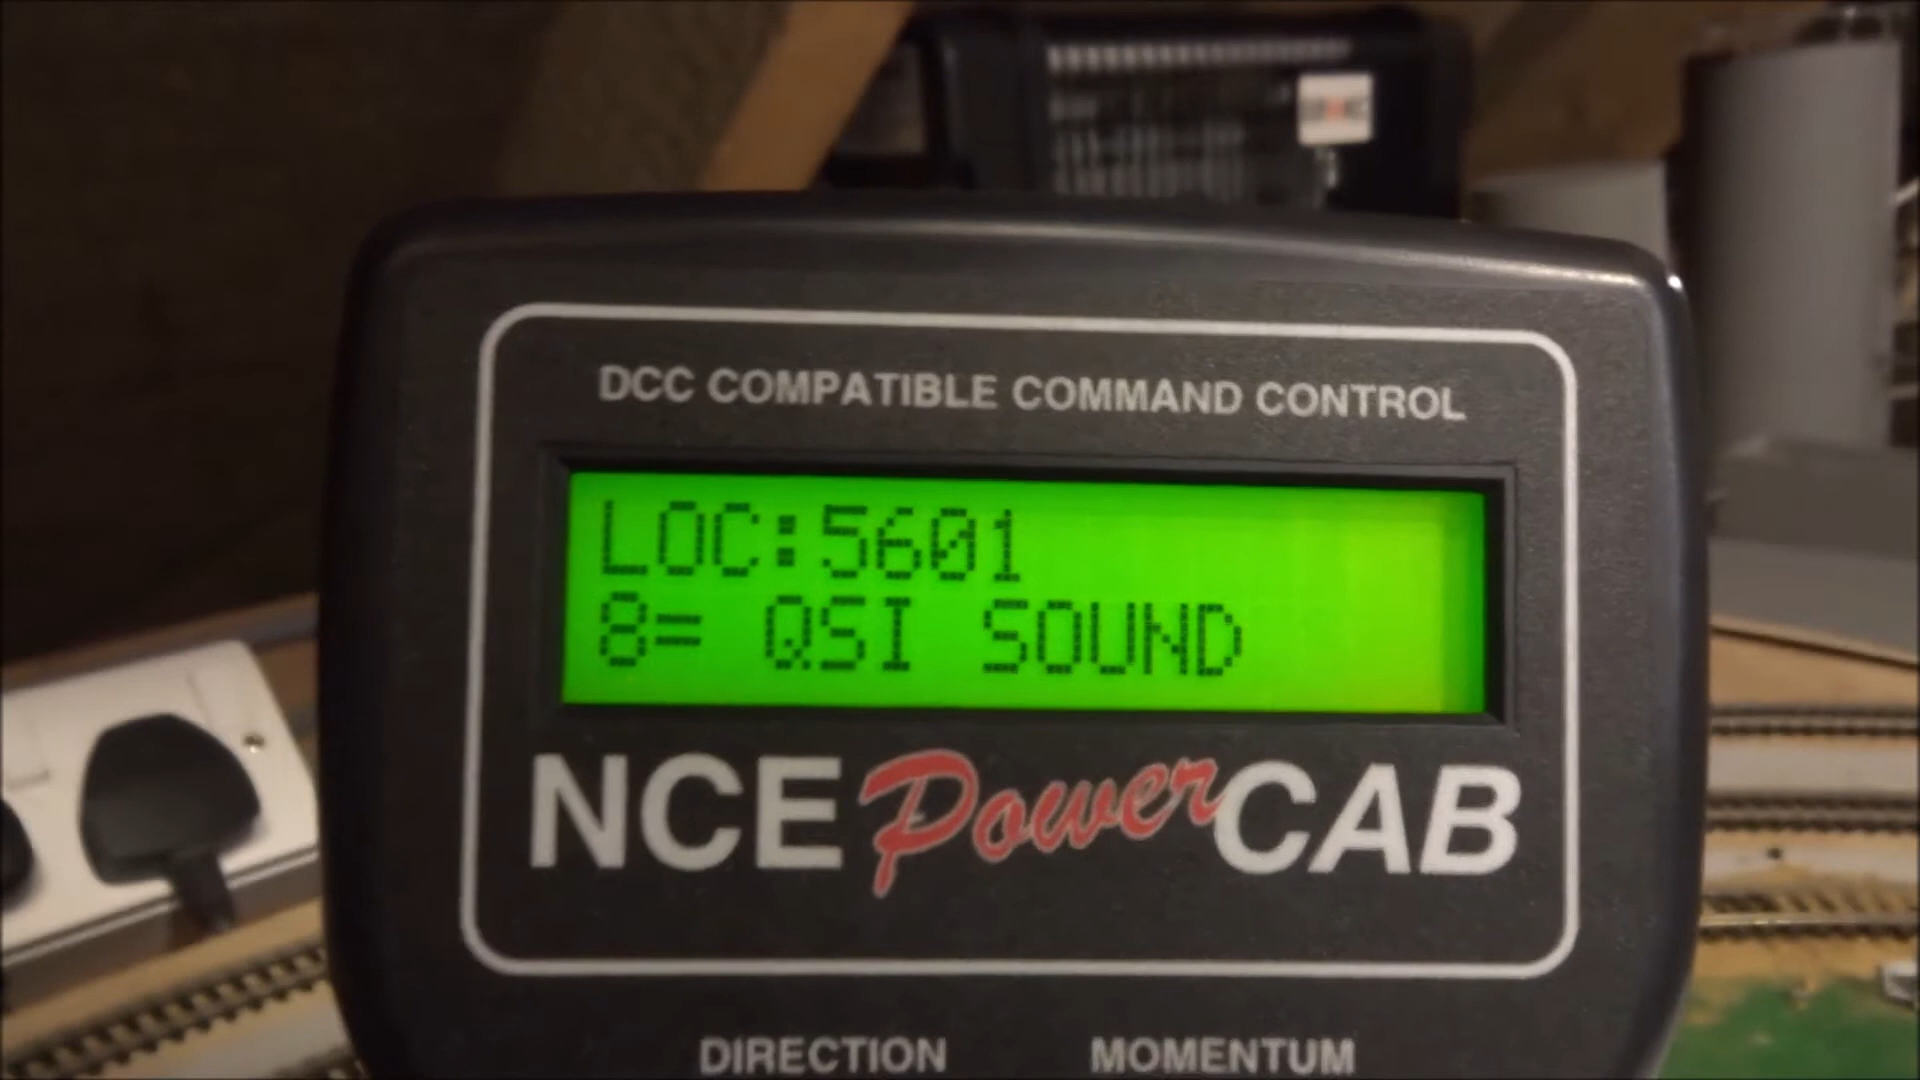 DCC COMPATIBLE COMMAND CONTROL
LOC:5601
8= QSI SOUND
NCE Power CAB
DIRECTION MOMENTUM